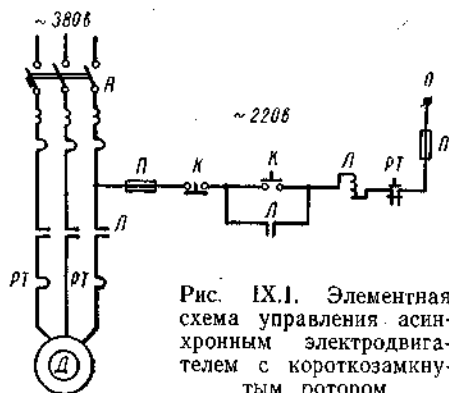 ~ 380в
А
~ 220в
О
П
П
К
К
Л
РТ
Л
Л
РТ
РТ
Д
Рис. IX.1. Элементная
схема управления асин-
хронным электродвига-
телем с короткозамкну-
тым ротором